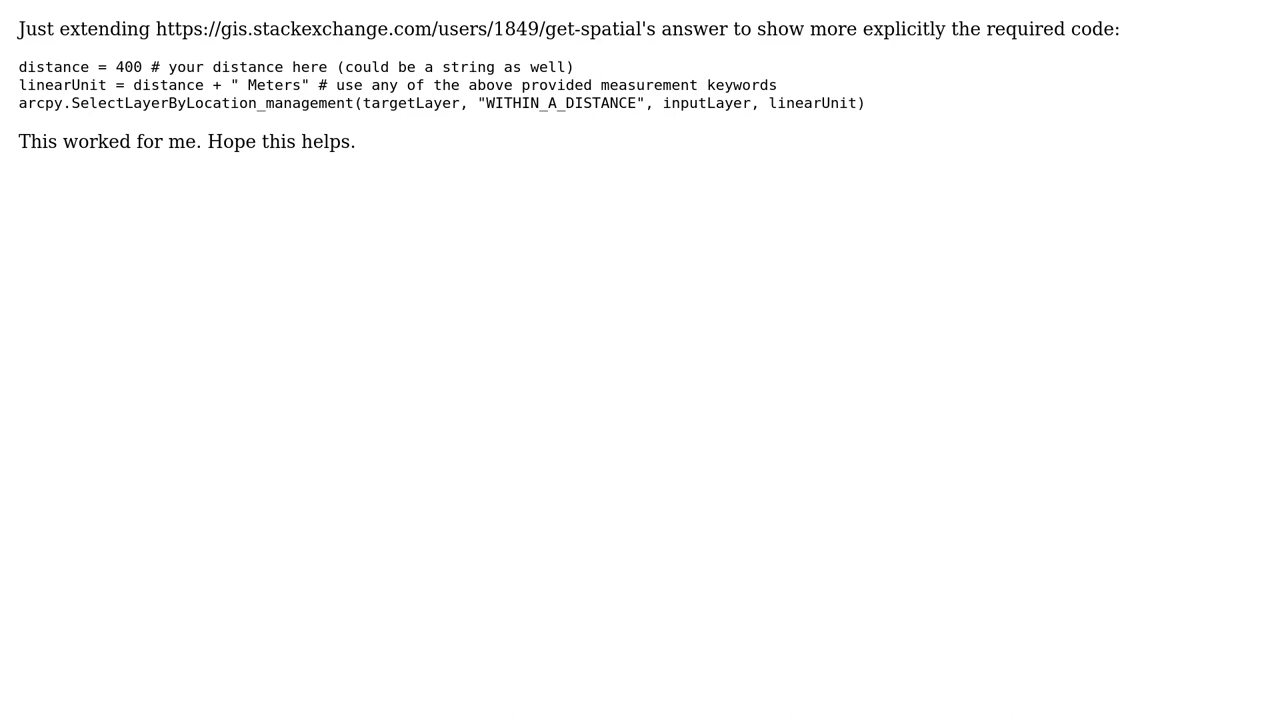 Just extending https://gis.stackexchange.com/users/1849/get-spatial's answer to show more explicitly the required code:
distance = 400 # your distance here (could be a string as well)
linearUnit = distance + " Meters" # use any of the above provided measurement keywords
arcpy.SelectLayerByLocation_management(targetLayer, "WITHIN_A_DISTANCE", inputLayer, linearUnit)
This worked for me. Hope this helps.